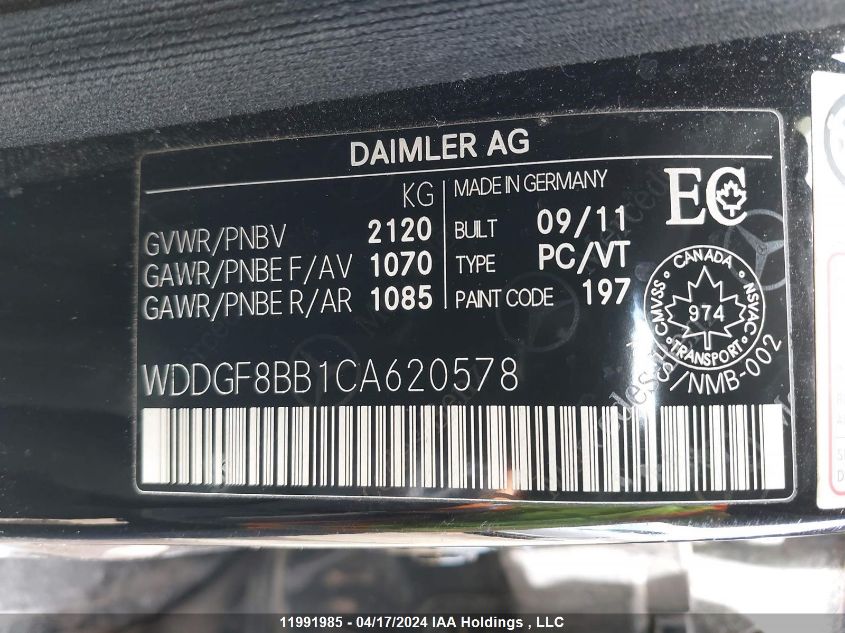 DAIMLER AG
KG
GVWR/PNBV 2120
GAWR/PNBE F/AV 1070
GAWR/PNBE R/AR 1085
MADE IN GERMANY
BUILT 09/11
TYPE PC/VT
PAINT CODE 197
EC
CANADA
CMVSS NSVAC
974
TRANSPORT
/NMB-002
WDDGF8BB1CA620578
11991985 - 04/17/2024 IAA Holdings , LLC